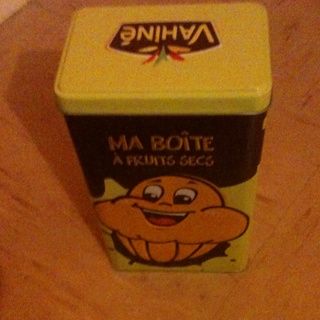 VAHINÉ
MA BOÎTE
À FRUITS SECS